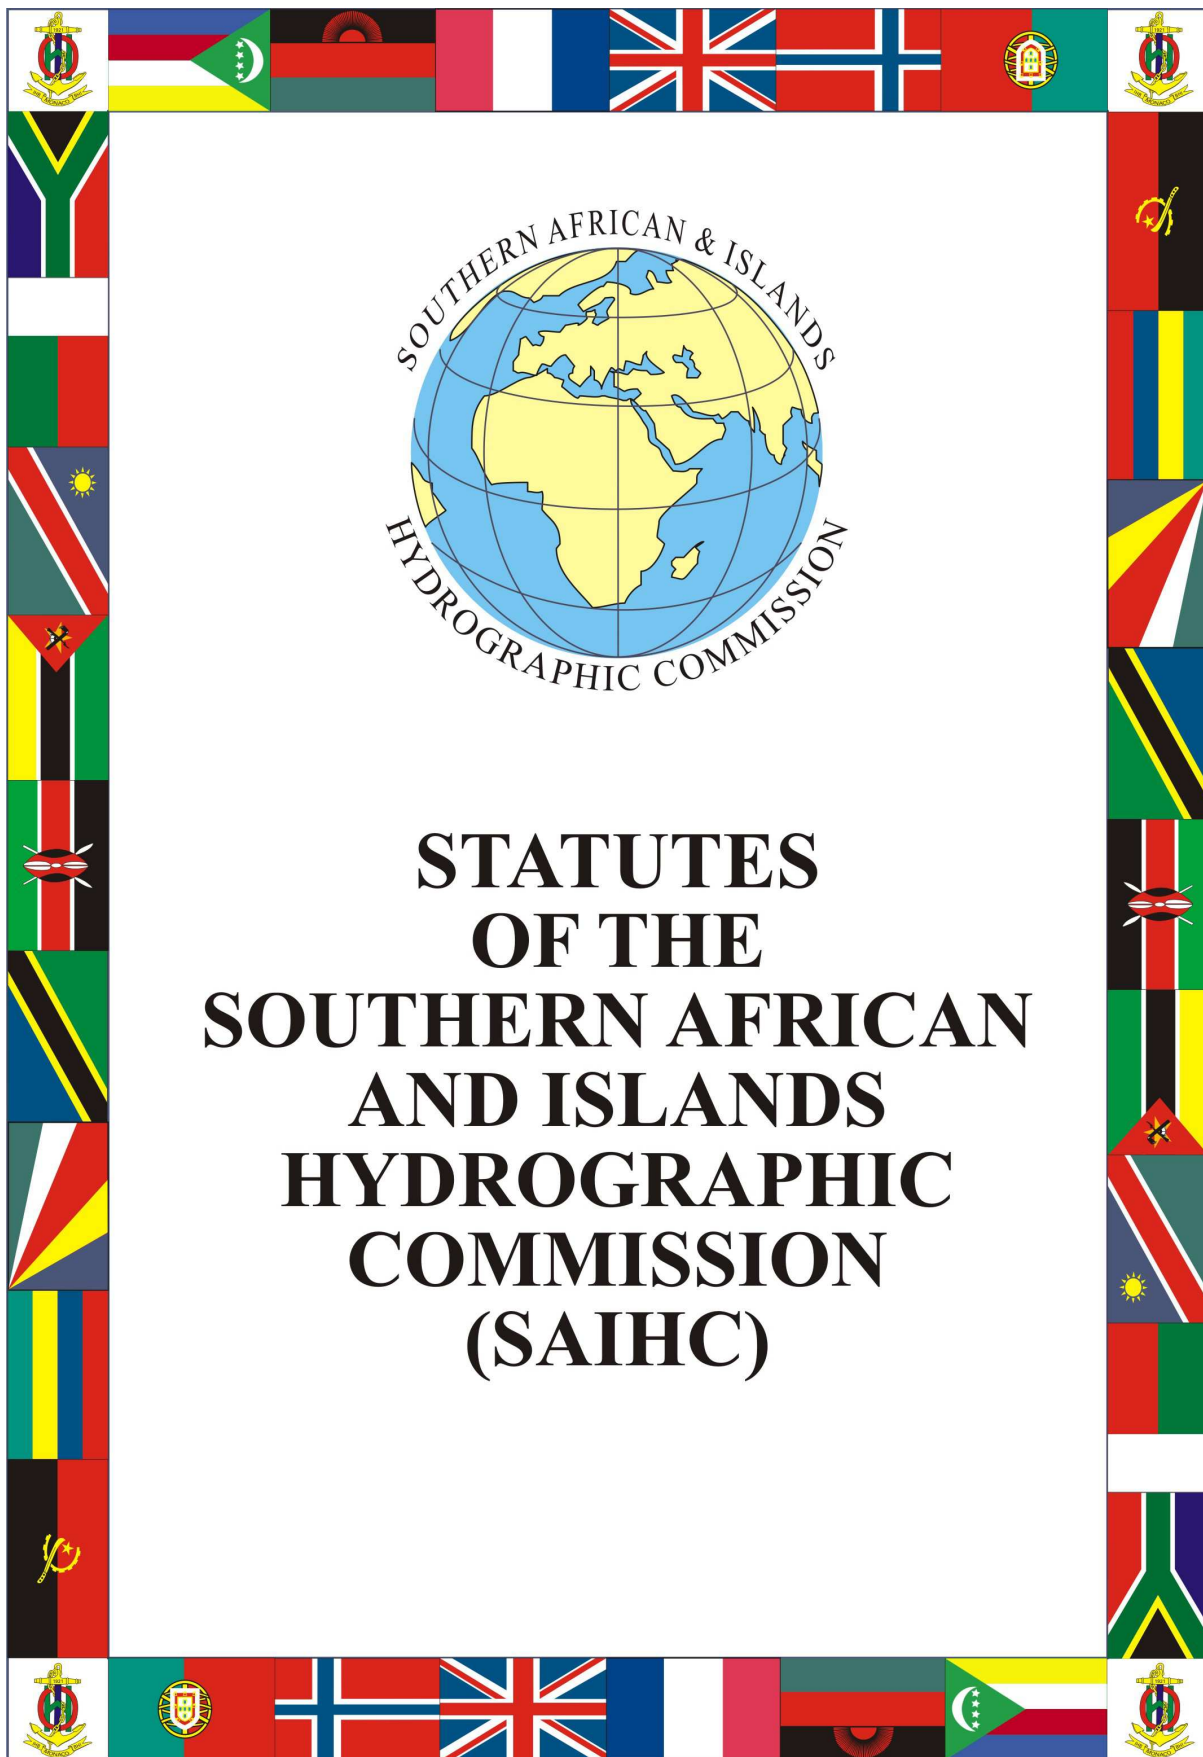 SOUTHERN AFRICAN & ISLANDS
HYDROGRAPHIC COMMISSION
STATUTES
OF THE
SOUTHERN AFRICAN
AND ISLANDS
HYDROGRAPHIC
COMMISSION
(SAIHC)